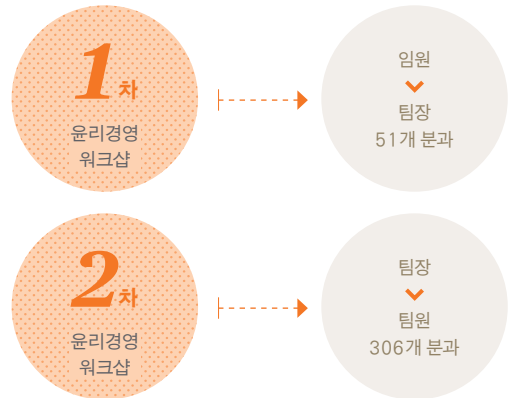 1차
윤리경영
워크샵
임원
팀장
51개 분과
2차
윤리경영
워크샵
팀장
팀원
306개 분과